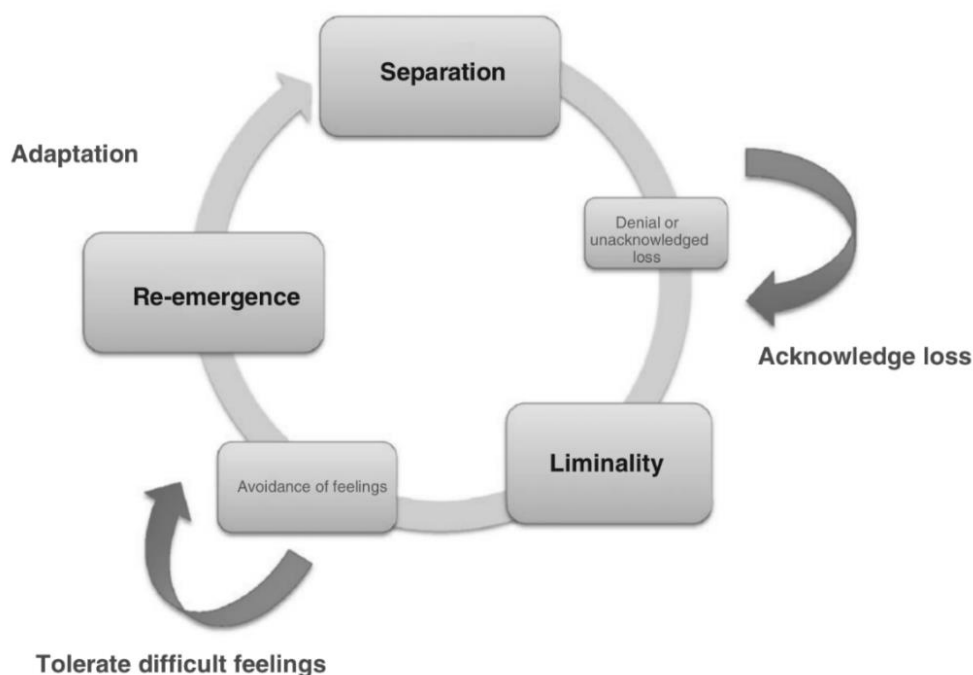 Separation
Adaptation
Denial or
unacknowledged
loss
Re-emergence
Acknowledge loss
Liminality
Avoidance of feelings
Tolerate difficult feelings